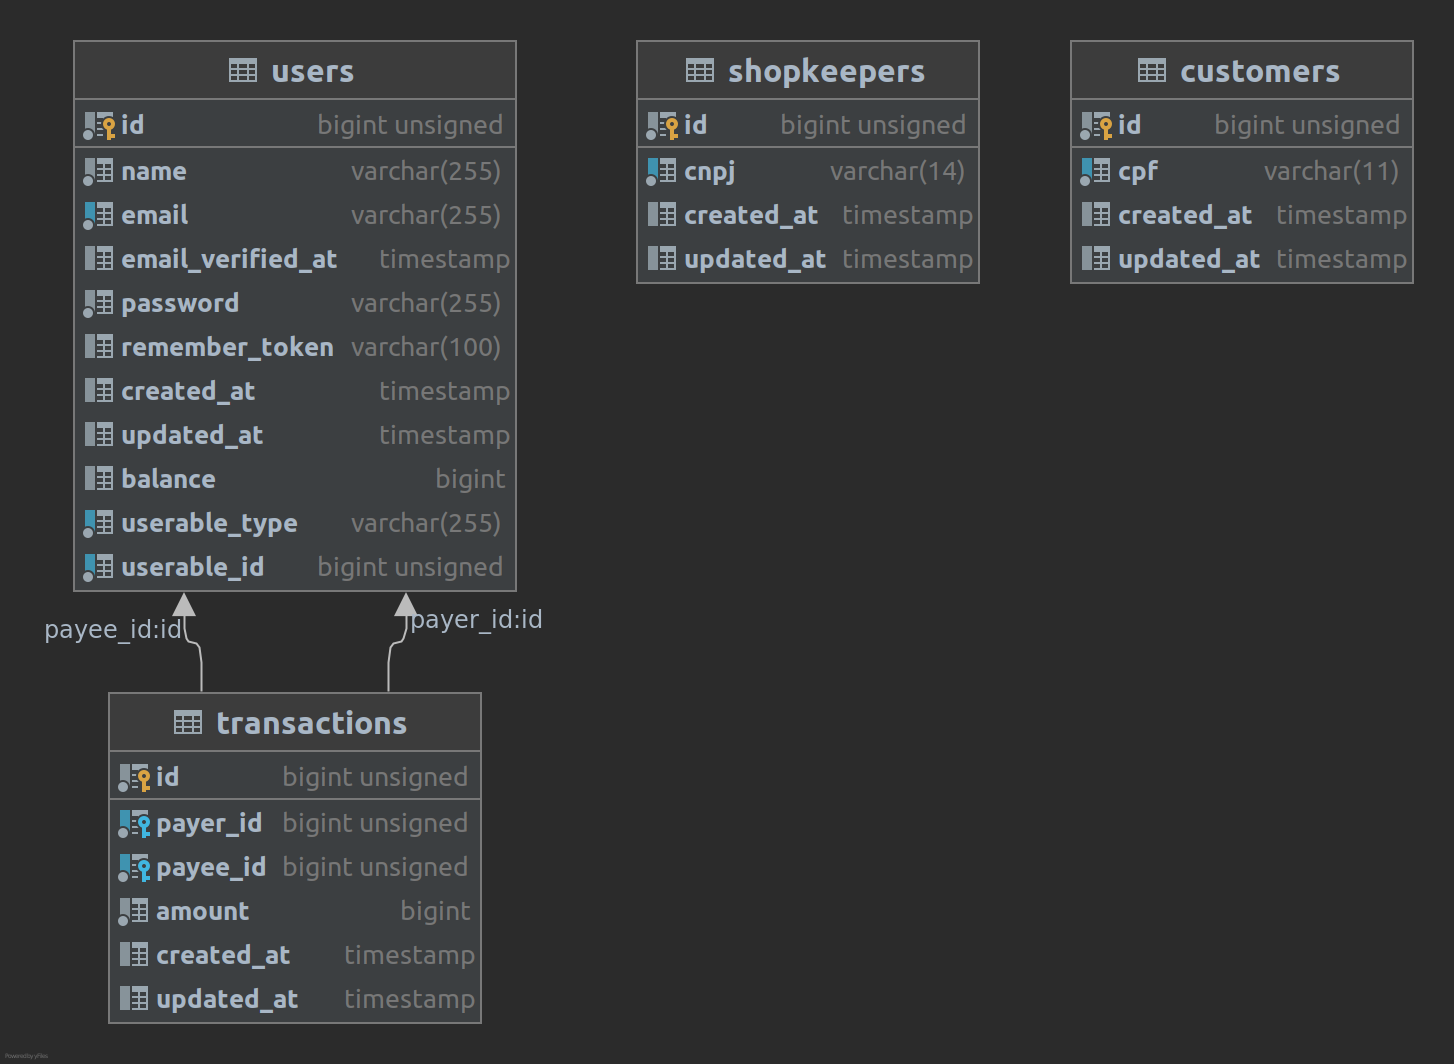 users
id bigint unsigned
name varchar(255)
email varchar(255)
email_verified_at timestamp
password varchar(255)
remember_token varchar(100)
created_at timestamp
updated_at timestamp
balance bigint
userable_type varchar(255)
userable_id bigint unsigned
shopkeepers
id bigint unsigned
cnpj varchar(14)
created_at timestamp
updated_at timestamp
customers
id bigint unsigned
cpf varchar(11)
created_at timestamp
updated_at timestamp
payee_id:id
payer_id:id
transactions
id bigint unsigned
payer_id bigint unsigned
payee_id bigint unsigned
amount bigint
created_at timestamp
updated_at timestamp
Powered by yFiles